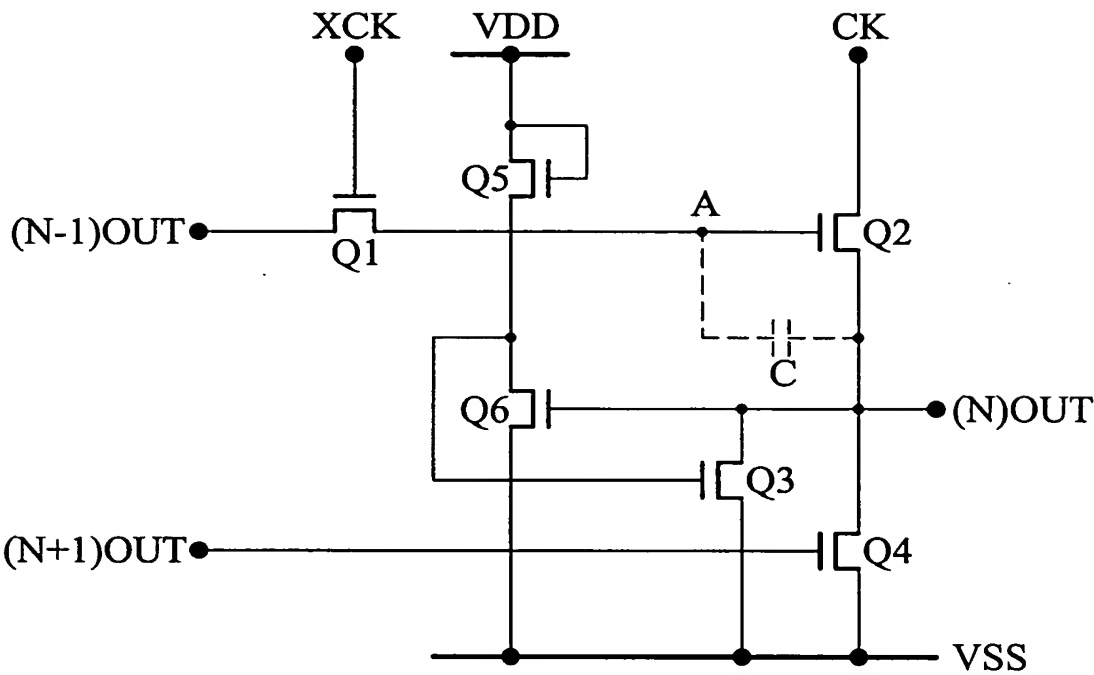 XCK
VDD
CK
Q5
A
(N-1)OUT
Q1
Q2
C
Q6
(N)OUT
Q3
(N+1)OUT
Q4
VSS